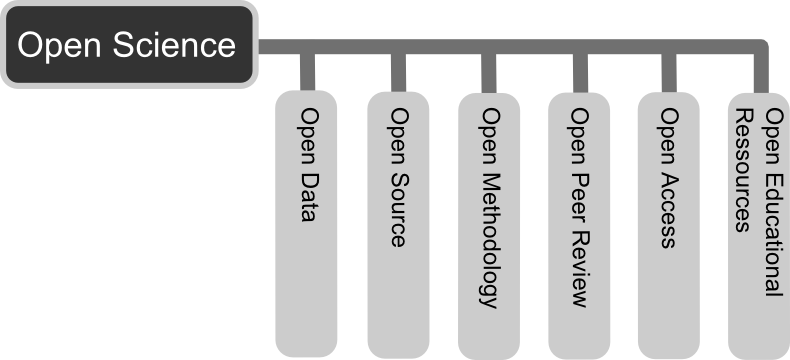 Open Science
Open Data
Open Source
Open Methodology
Open Peer Review
Open Access
Open Educational
Ressources